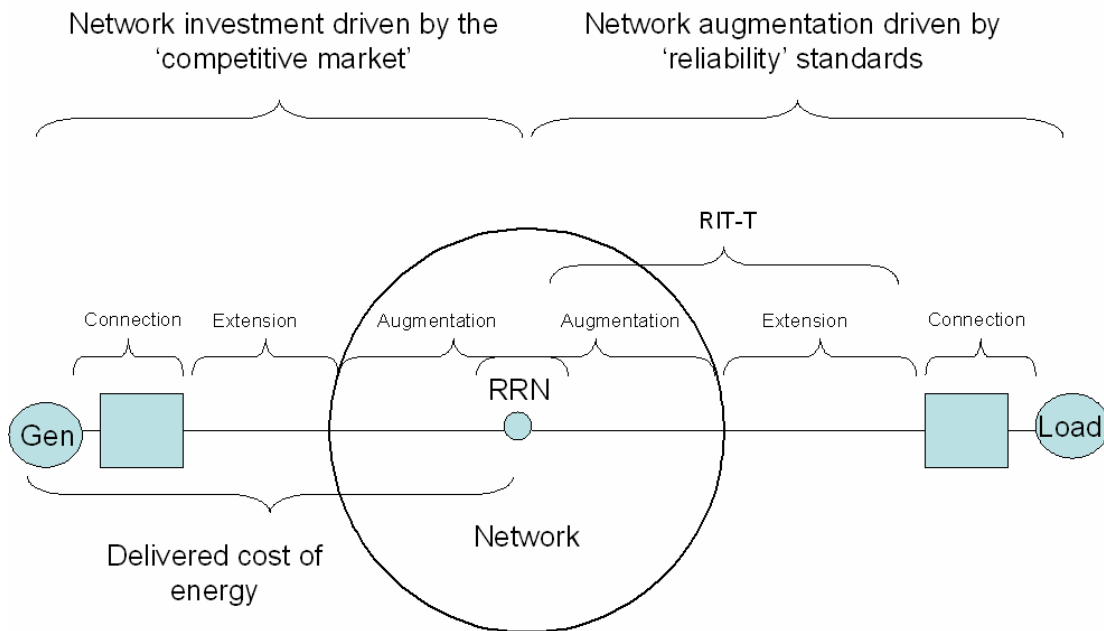 Network investment driven by the
‘competitive market’
Network augmentation driven by
‘reliability’ standards
RIT-T
Connection
Extension
Augmentation
Augmentation
Extension
Connection
RRN
Gen
Load
Network
Delivered cost of
energy